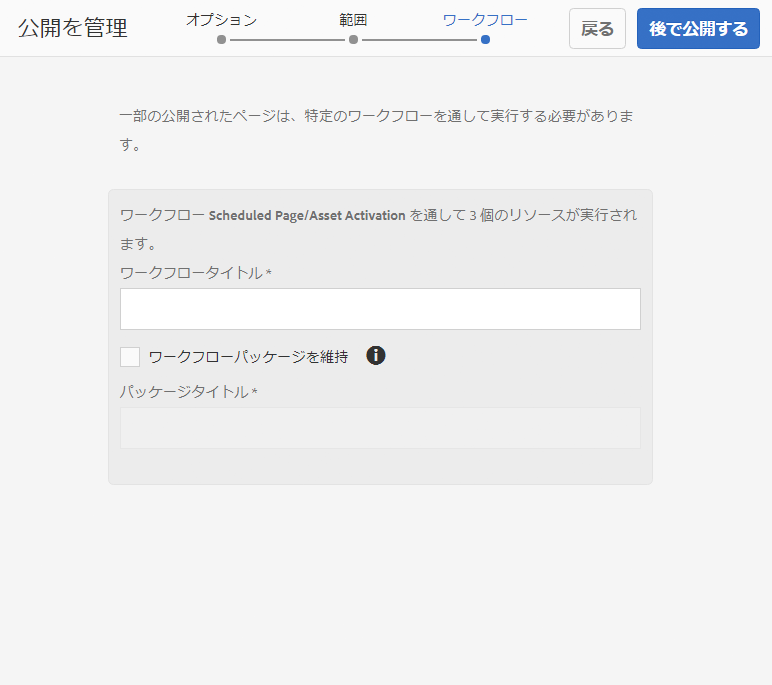 公開を管理
オプション
範囲
ワークフロー
戻る
後で公開する
一部の公開されたページは、特定のワークフローを通して実行する必要がありま
す。
ワークフロー Scheduled Page/Asset Activation を通して 3 個のリソースが実行され
ます。
ワークフロータイトル *
ワークフローパッケージを維持
パッケージタイトル *